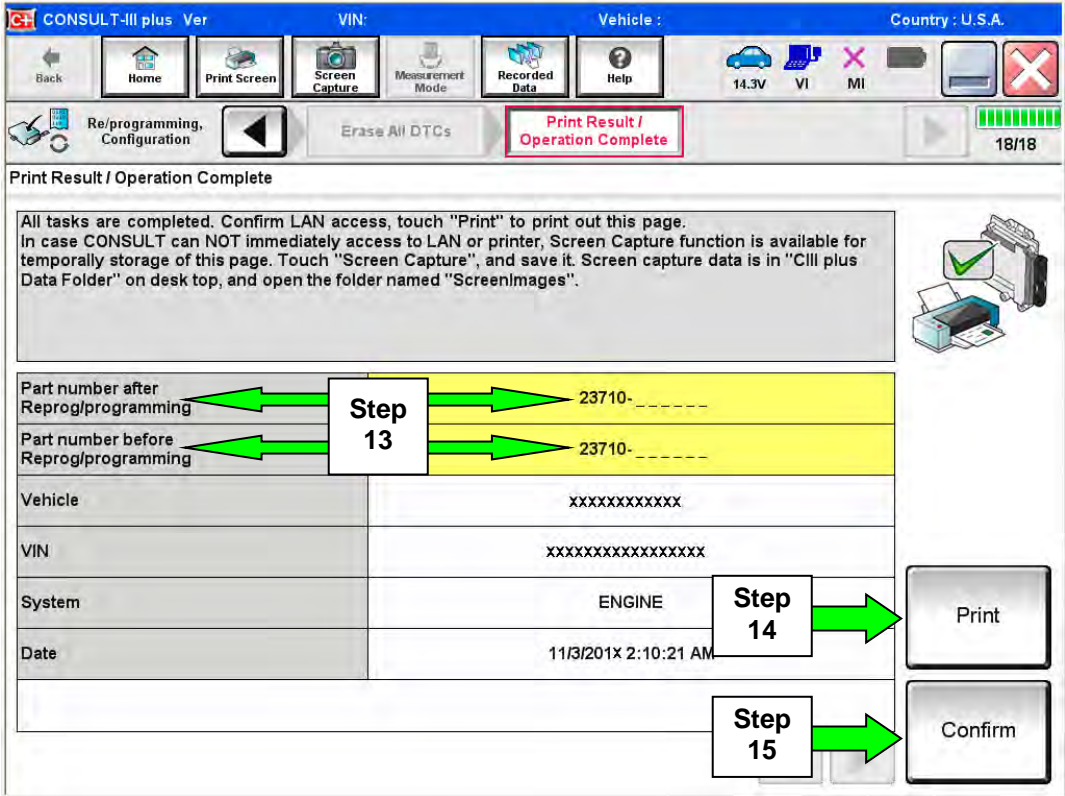 C+ CONSULT-III plus Ver VIN: Vehicle : Country : U.S.A.
Back Home Print Screen Screen Capture Measurement Mode Recorded Data Help 14.3V VI MI
Re/programming, Configuration Erase All DTCs Print Result / Operation Complete 18/18
Print Result / Operation Complete
All tasks are completed. Confirm LAN access, touch "Print" to print out this page.
In case CONSULT can NOT immediately access to LAN or printer, Screen Capture function is available for
temporally storage of this page. Touch "Screen Capture", and save it. Screen capture data is in "CIII plus
Data Folder" on desk top, and open the folder named "ScreenImages".
Part number after
Reprog/programming
23710-_ _ _ _ _ _
Step
13
Part number before
Reprog/programming
23710-_ _ _ _ _ _
Vehicle xxxxxxxxxxxx
VIN xxxxxxxxxxxxxxxxx
System ENGINE
Step
14
Print
Date 11/3/201X 2:10:21 AM
Step
15
Confirm